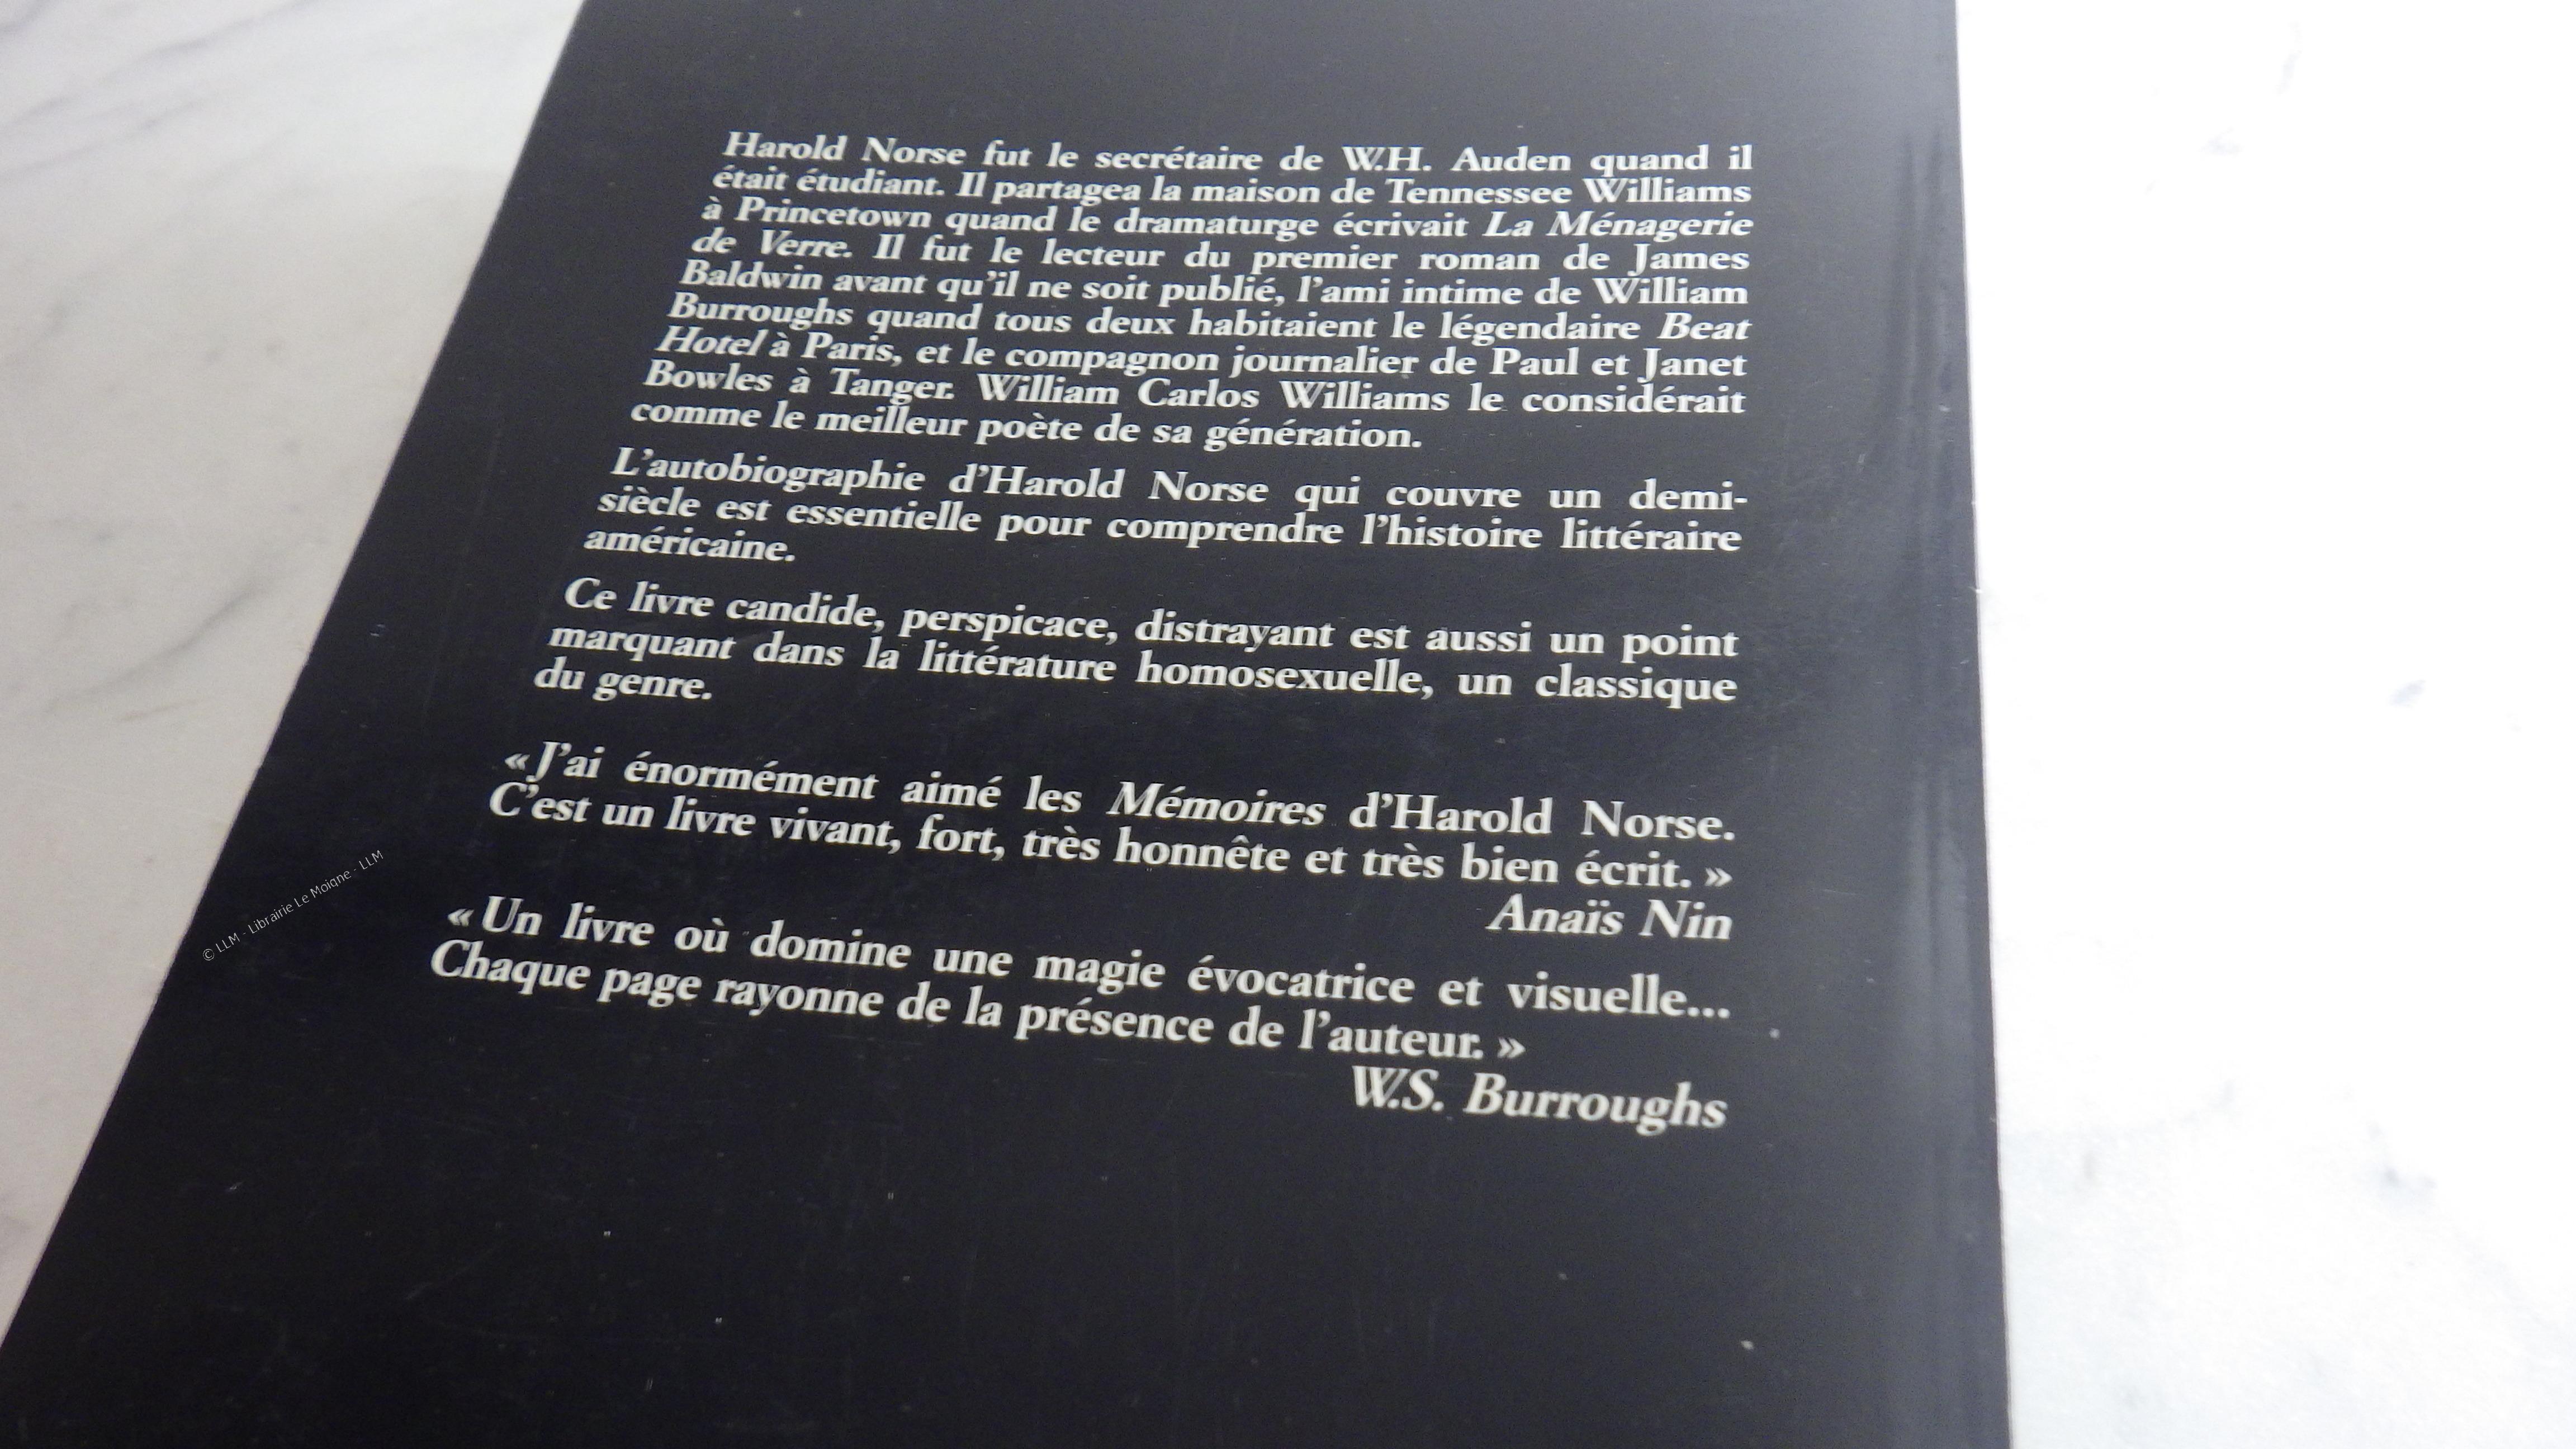 Harold Norse fut le secrétaire de W.H. Auden quand il
était étudiant. Il partagea la maison de Tennessee Williams
à Princetown quand le dramaturge écrivait La Ménagerie
de Verre. Il fut le lecteur du premier roman de James
Baldwin avant qu'il ne soit publié, l'ami intime de William
Burroughs quand tous deux habitaient le légendaire Beat
Hotel à Paris, et le compagnon journalier de Paul et Janet
Bowles à Tanger. William Carlos Williams le considérait
comme le meilleur poète de sa génération.
L'autobiographie d'Harold Norse qui couvre un demi-
siècle est essentielle pour comprendre l'histoire littéraire
américaine.
Ce livre candide, perspicace, distrayant est aussi un point
marquant dans la littérature homosexuelle, un classique
du genre.
« J'ai énormément aimé les Mémoires d'Harold Norse.
C'est un livre vivant, fort, très honnête et très bien écrit. »
Anaïs Nin
« Un livre où domine une magie évocatrice et visuelle...
Chaque page rayonne de la présence de l'auteur. »
W.S. Burroughs
© LLM - Librairie Le Moigne - LLM